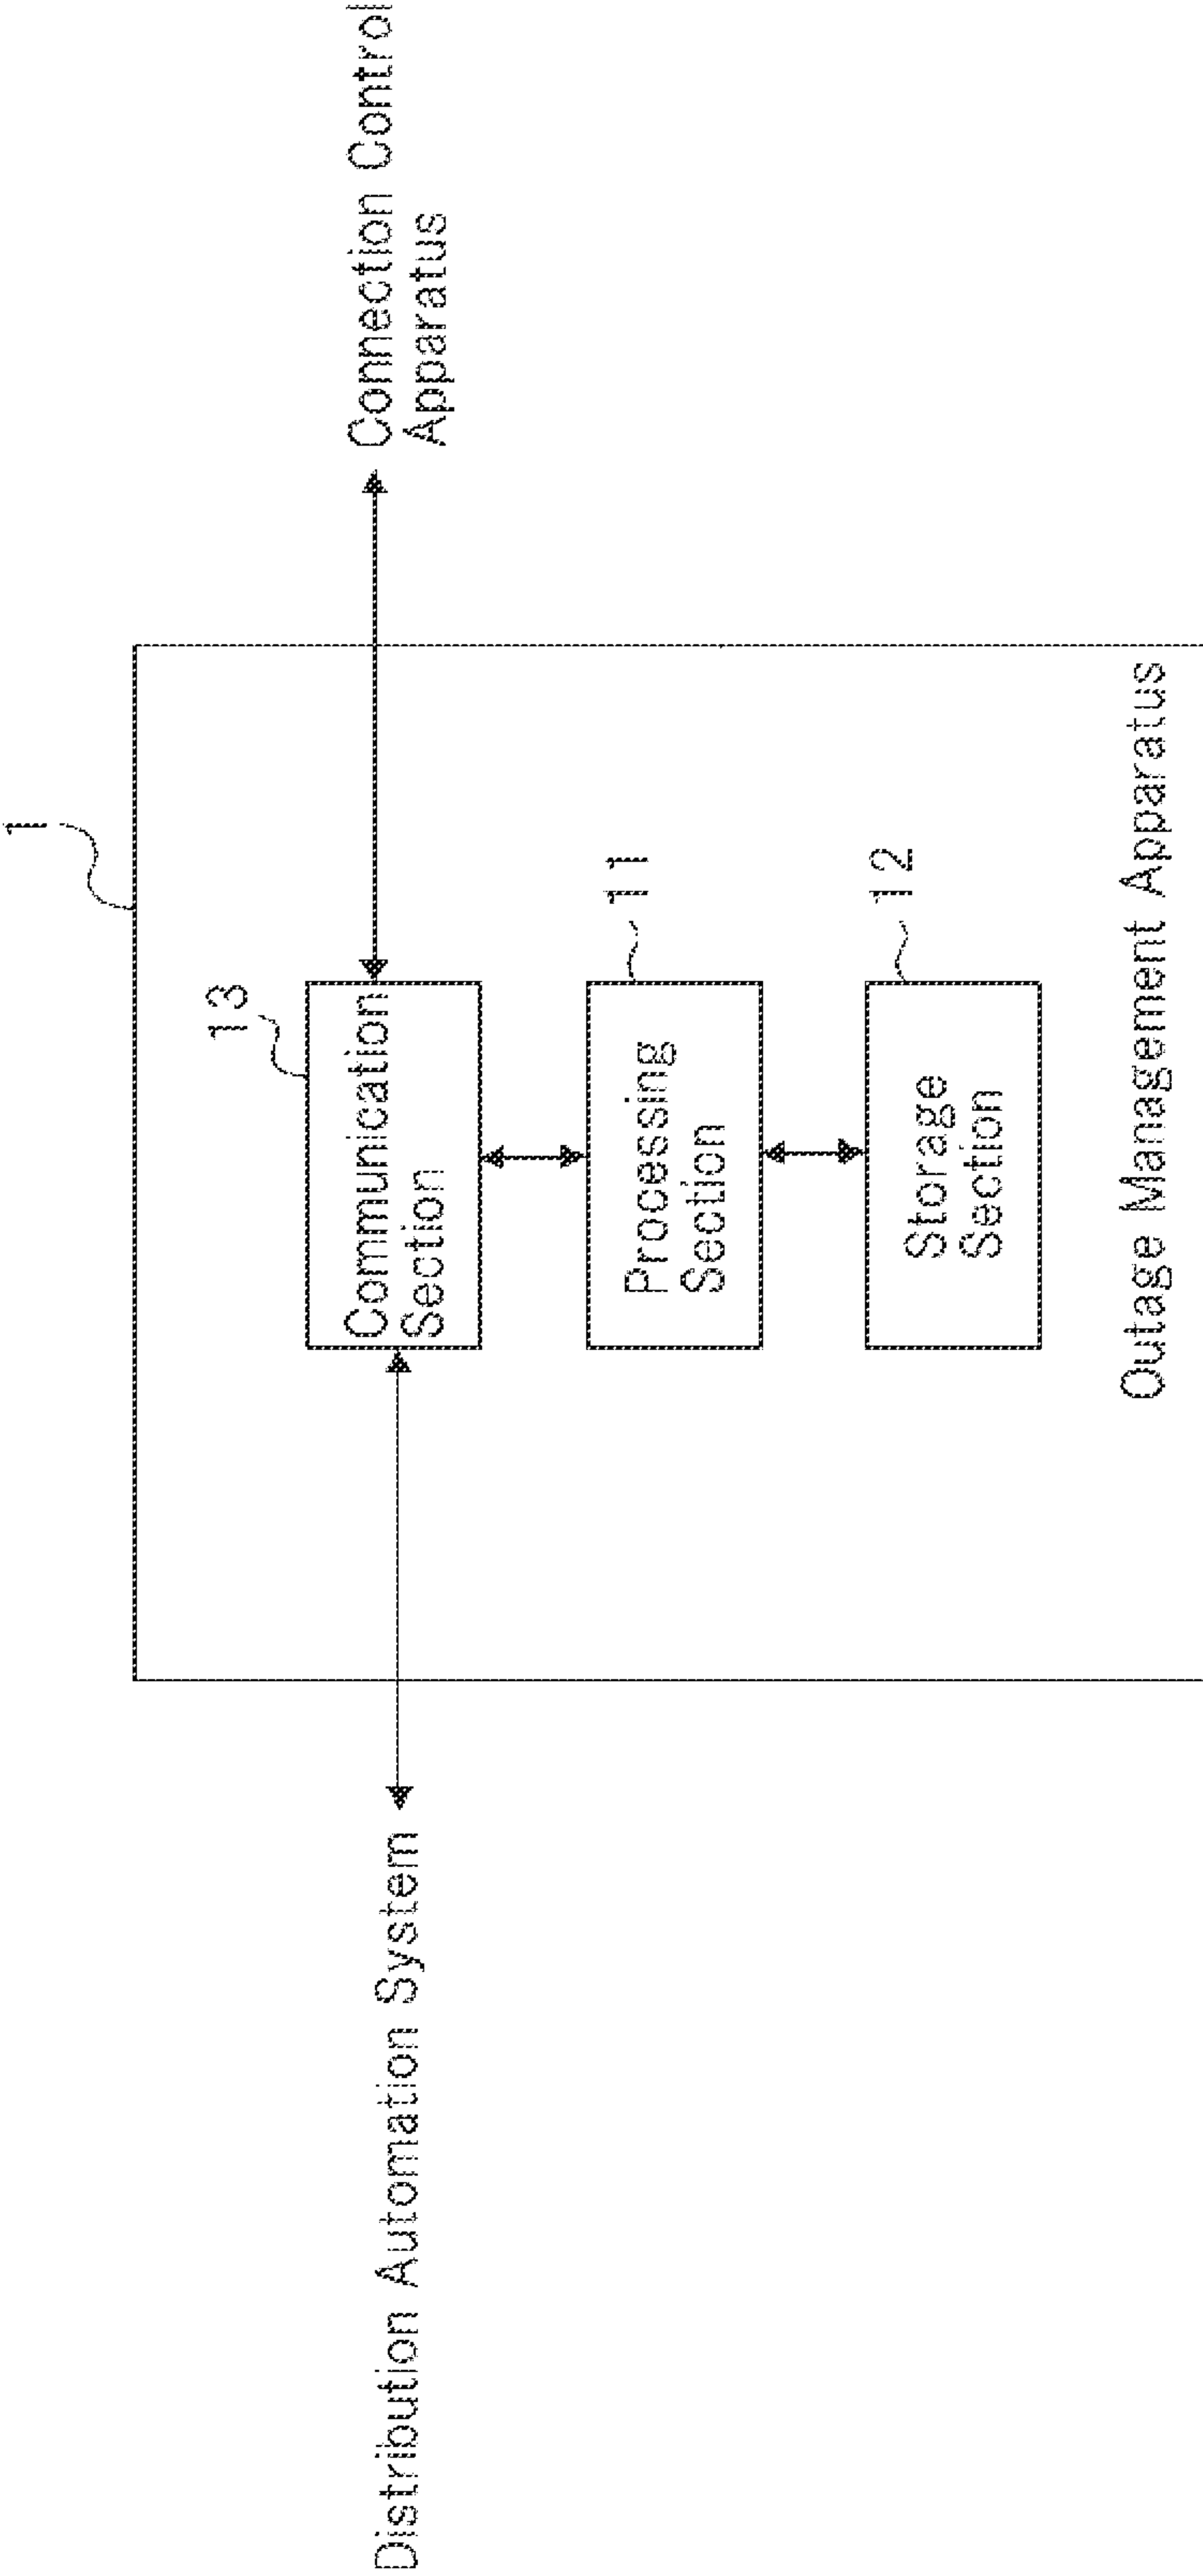 1
13
Communication
Section
Distribution Automation System
Connection Control
Apparatus
11
Processing
Section
12
Storage
Section
Outage Management Apparatus